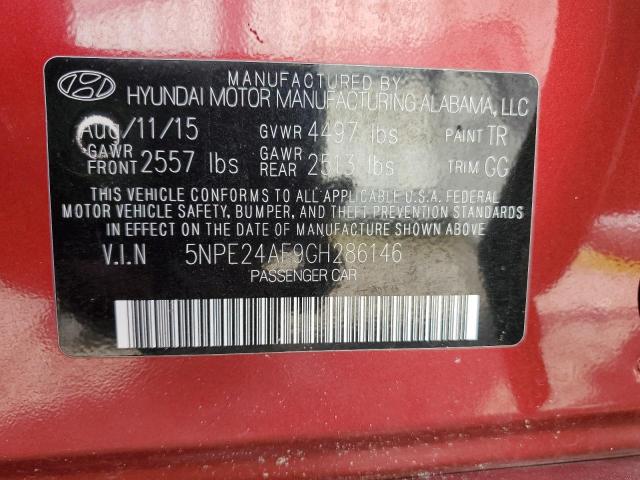 MANUFACTURED BY
HYUNDAI MOTOR MANUFACTURING ALABAMA, LLC
Aug/11/15 GVWR 4497 lbs PAINT TR
GAWR FRONT 2557 lbs GAWR REAR 2513 lbs TRIM GG
THIS VEHICLE CONFORMS TO ALL APPLICABLE U.S.A. FEDERAL
MOTOR VEHICLE SAFETY, BUMPER, AND THEFT PREVENTION STANDARDS
IN EFFECT ON THE DATE OF MANUFACTURE SHOWN ABOVE
V.I.N 5NPE24AF9GH286146
PASSENGER CAR